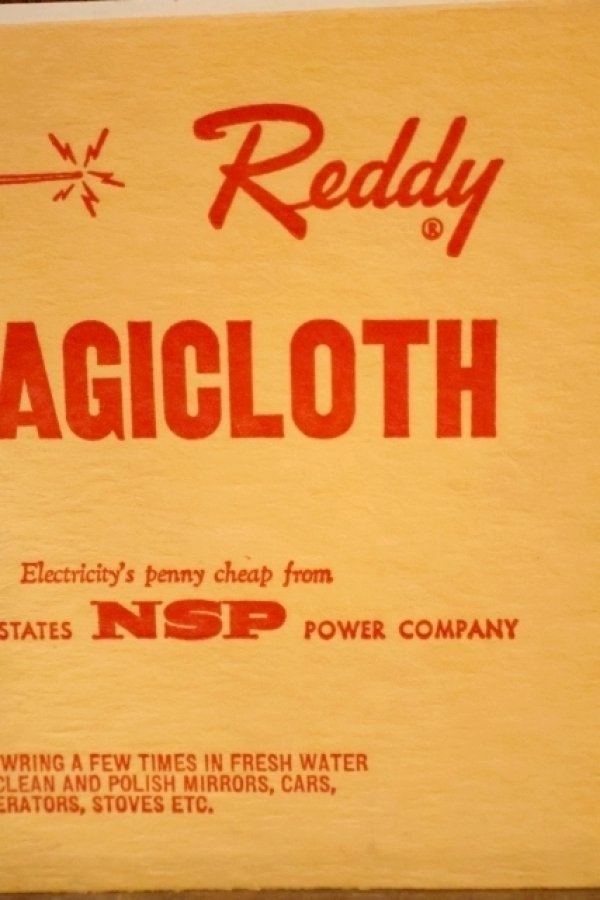 Reddy
®
AGICLOTH
Electricity's penny cheap from
STATES NSP POWER COMPANY
WRING A FEW TIMES IN FRESH WATER
CLEAN AND POLISH MIRRORS, CARS,
ERATORS, STOVES ETC.